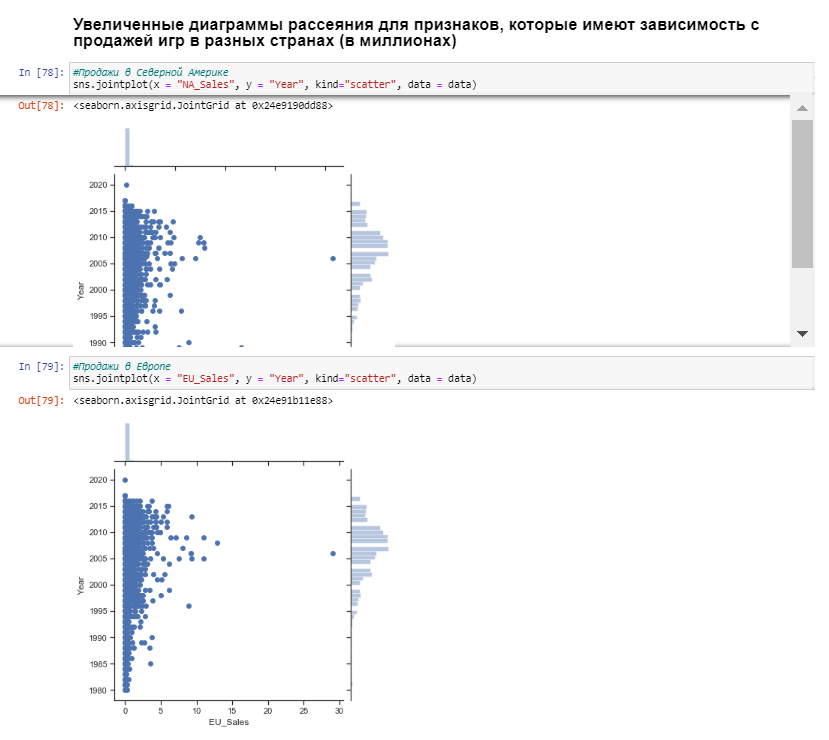 Увеличенные диаграммы рассеяния для признаков, которые имеют зависимость с
продажей игр в разных странах (в миллионах)
In [78]: #Продажи в Северной Америке
sns.jointplot(x = "NA_Sales", y = "Year", kind="scatter", data = data)
Out[78]: <seaborn.axisgrid.JointGrid at 0x24e9190dd88>
2020
2015
2010
2005
2000
1995
1990
Year
In [79]: #Продажи в Европе
sns.jointplot(x = "EU_Sales", y = "Year", kind="scatter", data = data)
Out[79]: <seaborn.axisgrid.JointGrid at 0x24e91b11e88>
2020
2015
2010
2005
2000
1995
1990
1985
1980
Year
0 5 10 15 20 25 30
EU_Sales